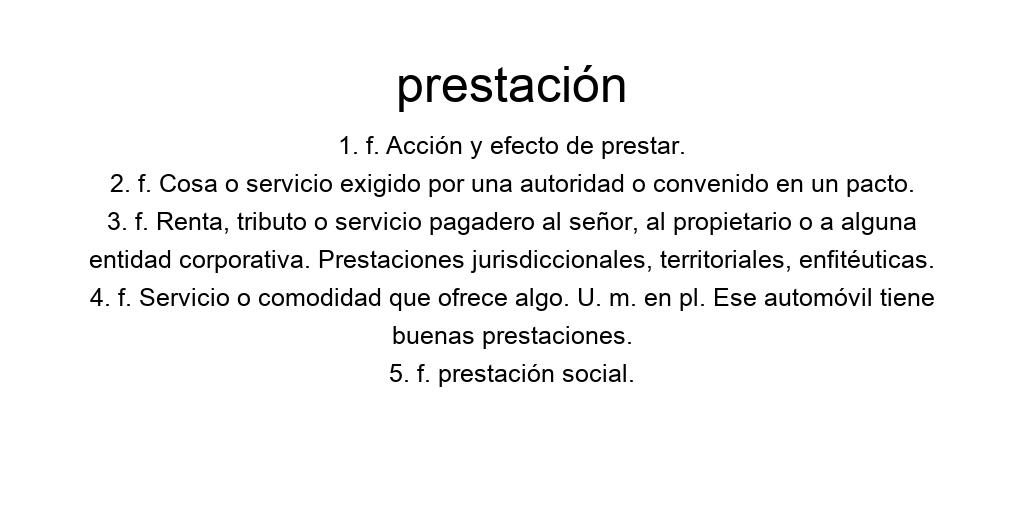 prestación
1. f. Acción y efecto de prestar.
2. f. Cosa o servicio exigido por una autoridad o convenido en un pacto.
3. f. Renta, tributo o servicio pagadero al señor, al propietario o a alguna
entidad corporativa. Prestaciones jurisdiccionales, territoriales, enfitéuticas.
4. f. Servicio o comodidad que ofrece algo. U. m. en pl. Ese automóvil tiene
buenas prestaciones.
5. f. prestación social.